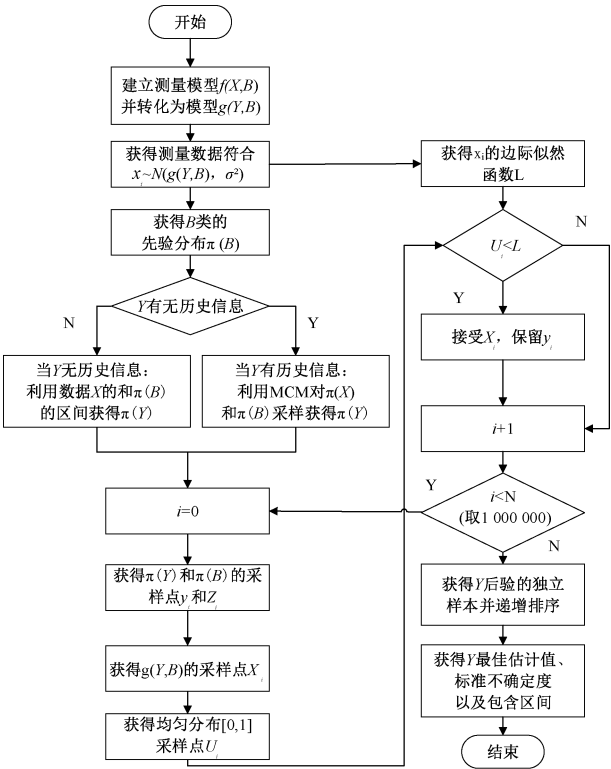 开始
建立测量模型f(X,B)
并转化为模型g(Y,B)
获得测量数据符合
x_i~N(g(Y,B)，σ²)
获得B类的
先验分布π(B)
Y有无历史信息
N
Y
当Y无历史信息：
利用数据X的和π(B)
的区间获得π(Y)
当Y有历史信息：
利用MCM对π(X)
和π(B)采样获得π(Y)
i=0
获得π(Y)和π(B)的采
样点y_i和Z_i
获得g(Y,B)的采样点X_i
获得均匀分布[0,1]
采样点U_i
获得x_i的边际似然
函数L
U_i<L
N
Y
接受X_i，保留y_i
i+1
Y
i<N
(取1 000 000)
N
获得Y后验的独立
样本并递增排序
获得Y最佳估计值、
标准不确定度
以及包含区间
结束